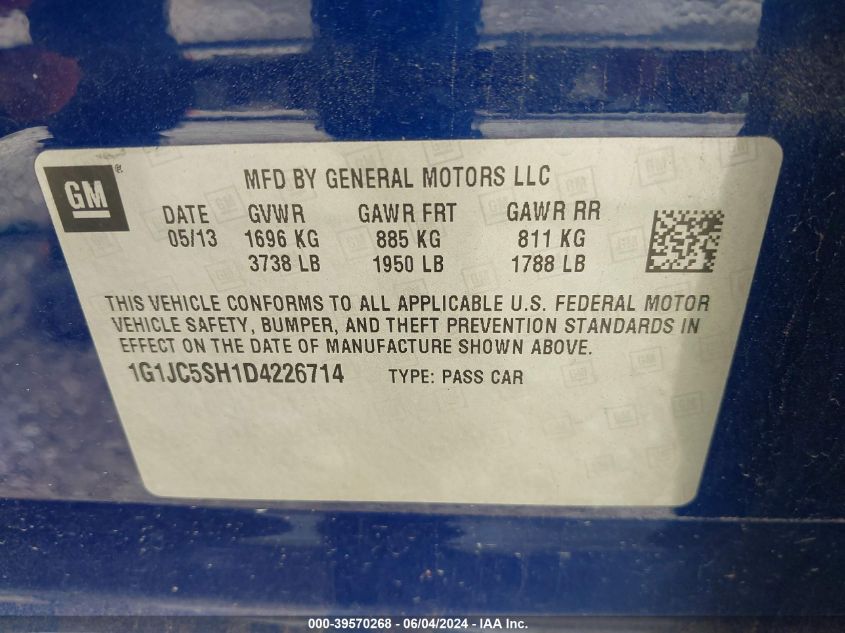 GM®
MFD BY GENERAL MOTORS LLC
DATE GVWR GAWR FRT GAWR RR
05/13 1696 KG 885 KG 811 KG
3738 LB 1950 LB 1788 LB
THIS VEHICLE CONFORMS TO ALL APPLICABLE U.S. FEDERAL MOTOR
VEHICLE SAFETY, BUMPER, AND THEFT PREVENTION STANDARDS IN
EFFECT ON THE DATE OF MANUFACTURE SHOWN ABOVE.
1G1JC5SH1D4226714 TYPE: PASS CAR
000-39570268 - 06/04/2024 - IAA Inc.